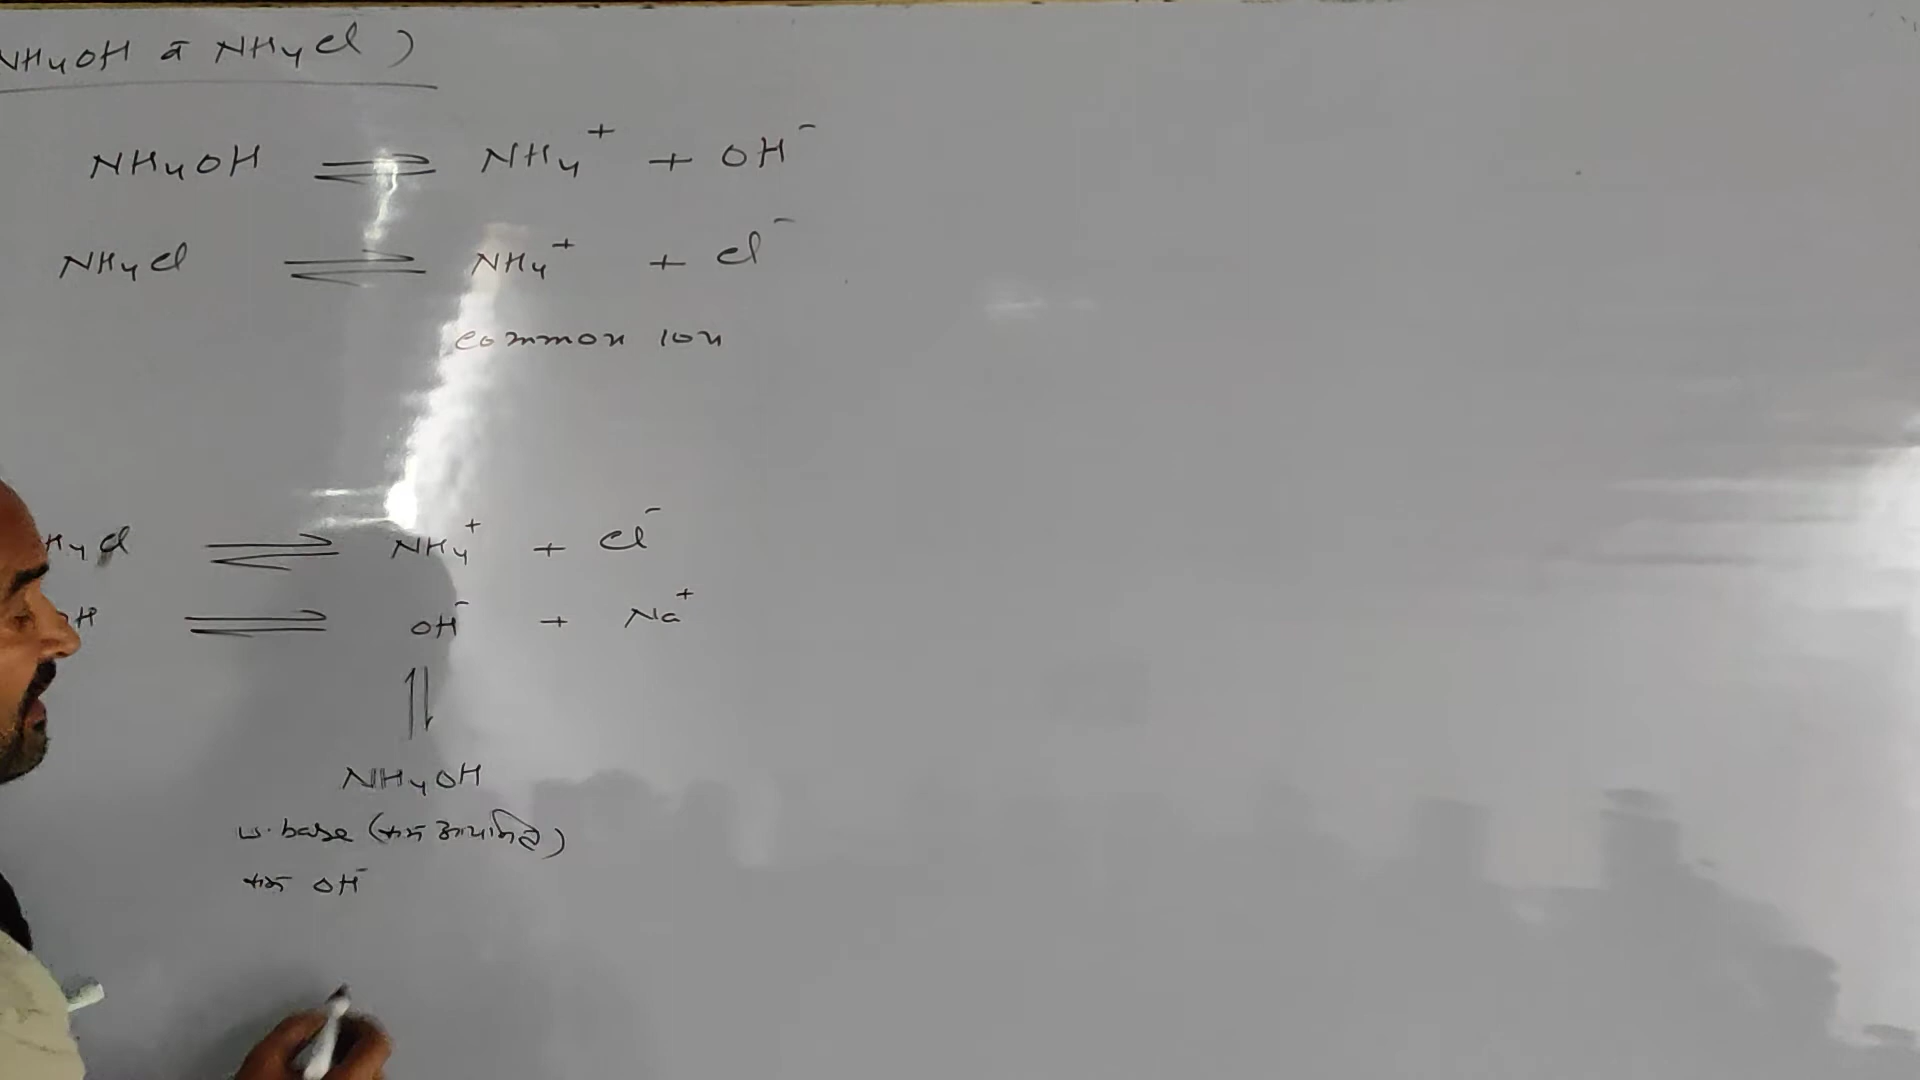 NH4OH व NH4Cl )
NH4OH ⇌ NH4+ + OH-
NH4Cl ⇌ NH4+ + Cl-
common ion
H4Cl ⇌ NH4+ + Cl-
OH ⇌ OH- + Na+
⇅
NH4OH
w. base (कम आयनित)
कम OH-